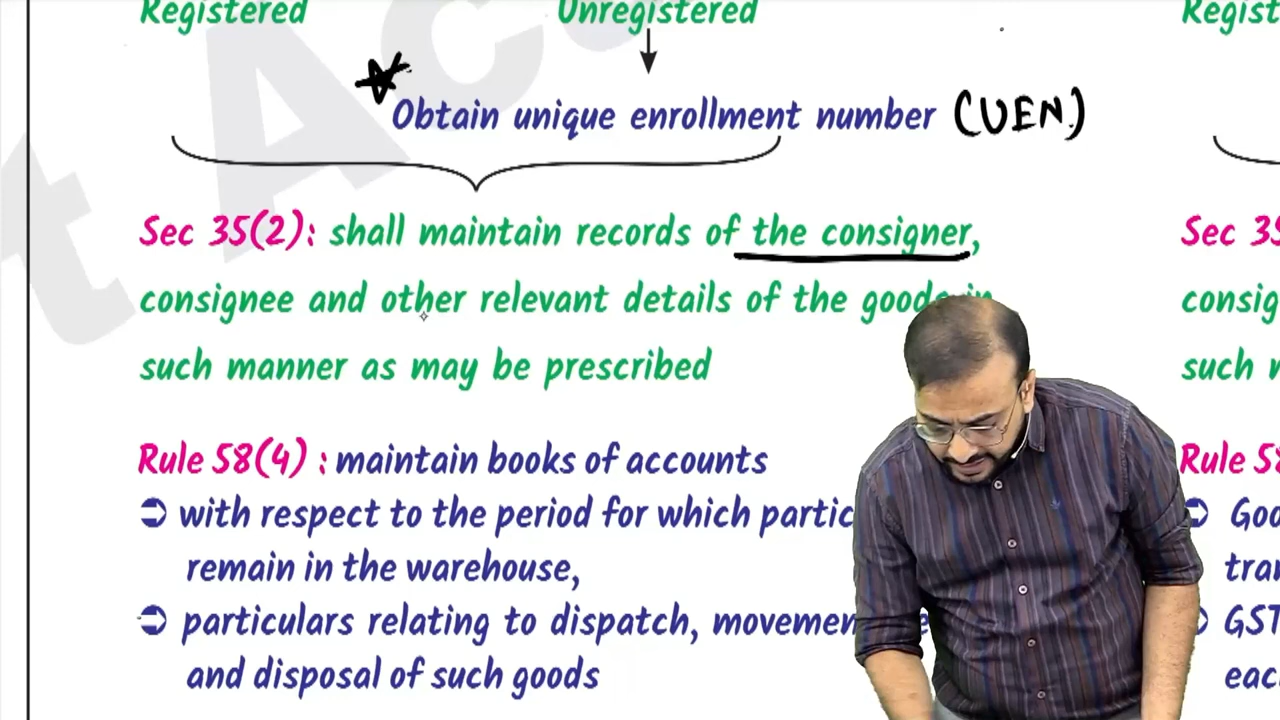 Registered Unregistered Regist
Obtain unique enrollment number (UEN)
Sec 35(2): shall maintain records of the consigner, Sec 35
consignee and other relevant details of the goods in consig
such manner as may be prescribed such m
Rule 58(4) : maintain books of accounts Rule 58
➲ with respect to the period for which partic ➲ Goo
remain in the warehouse, tran
➲ particulars relating to dispatch, movemen GST
and disposal of such goods eac